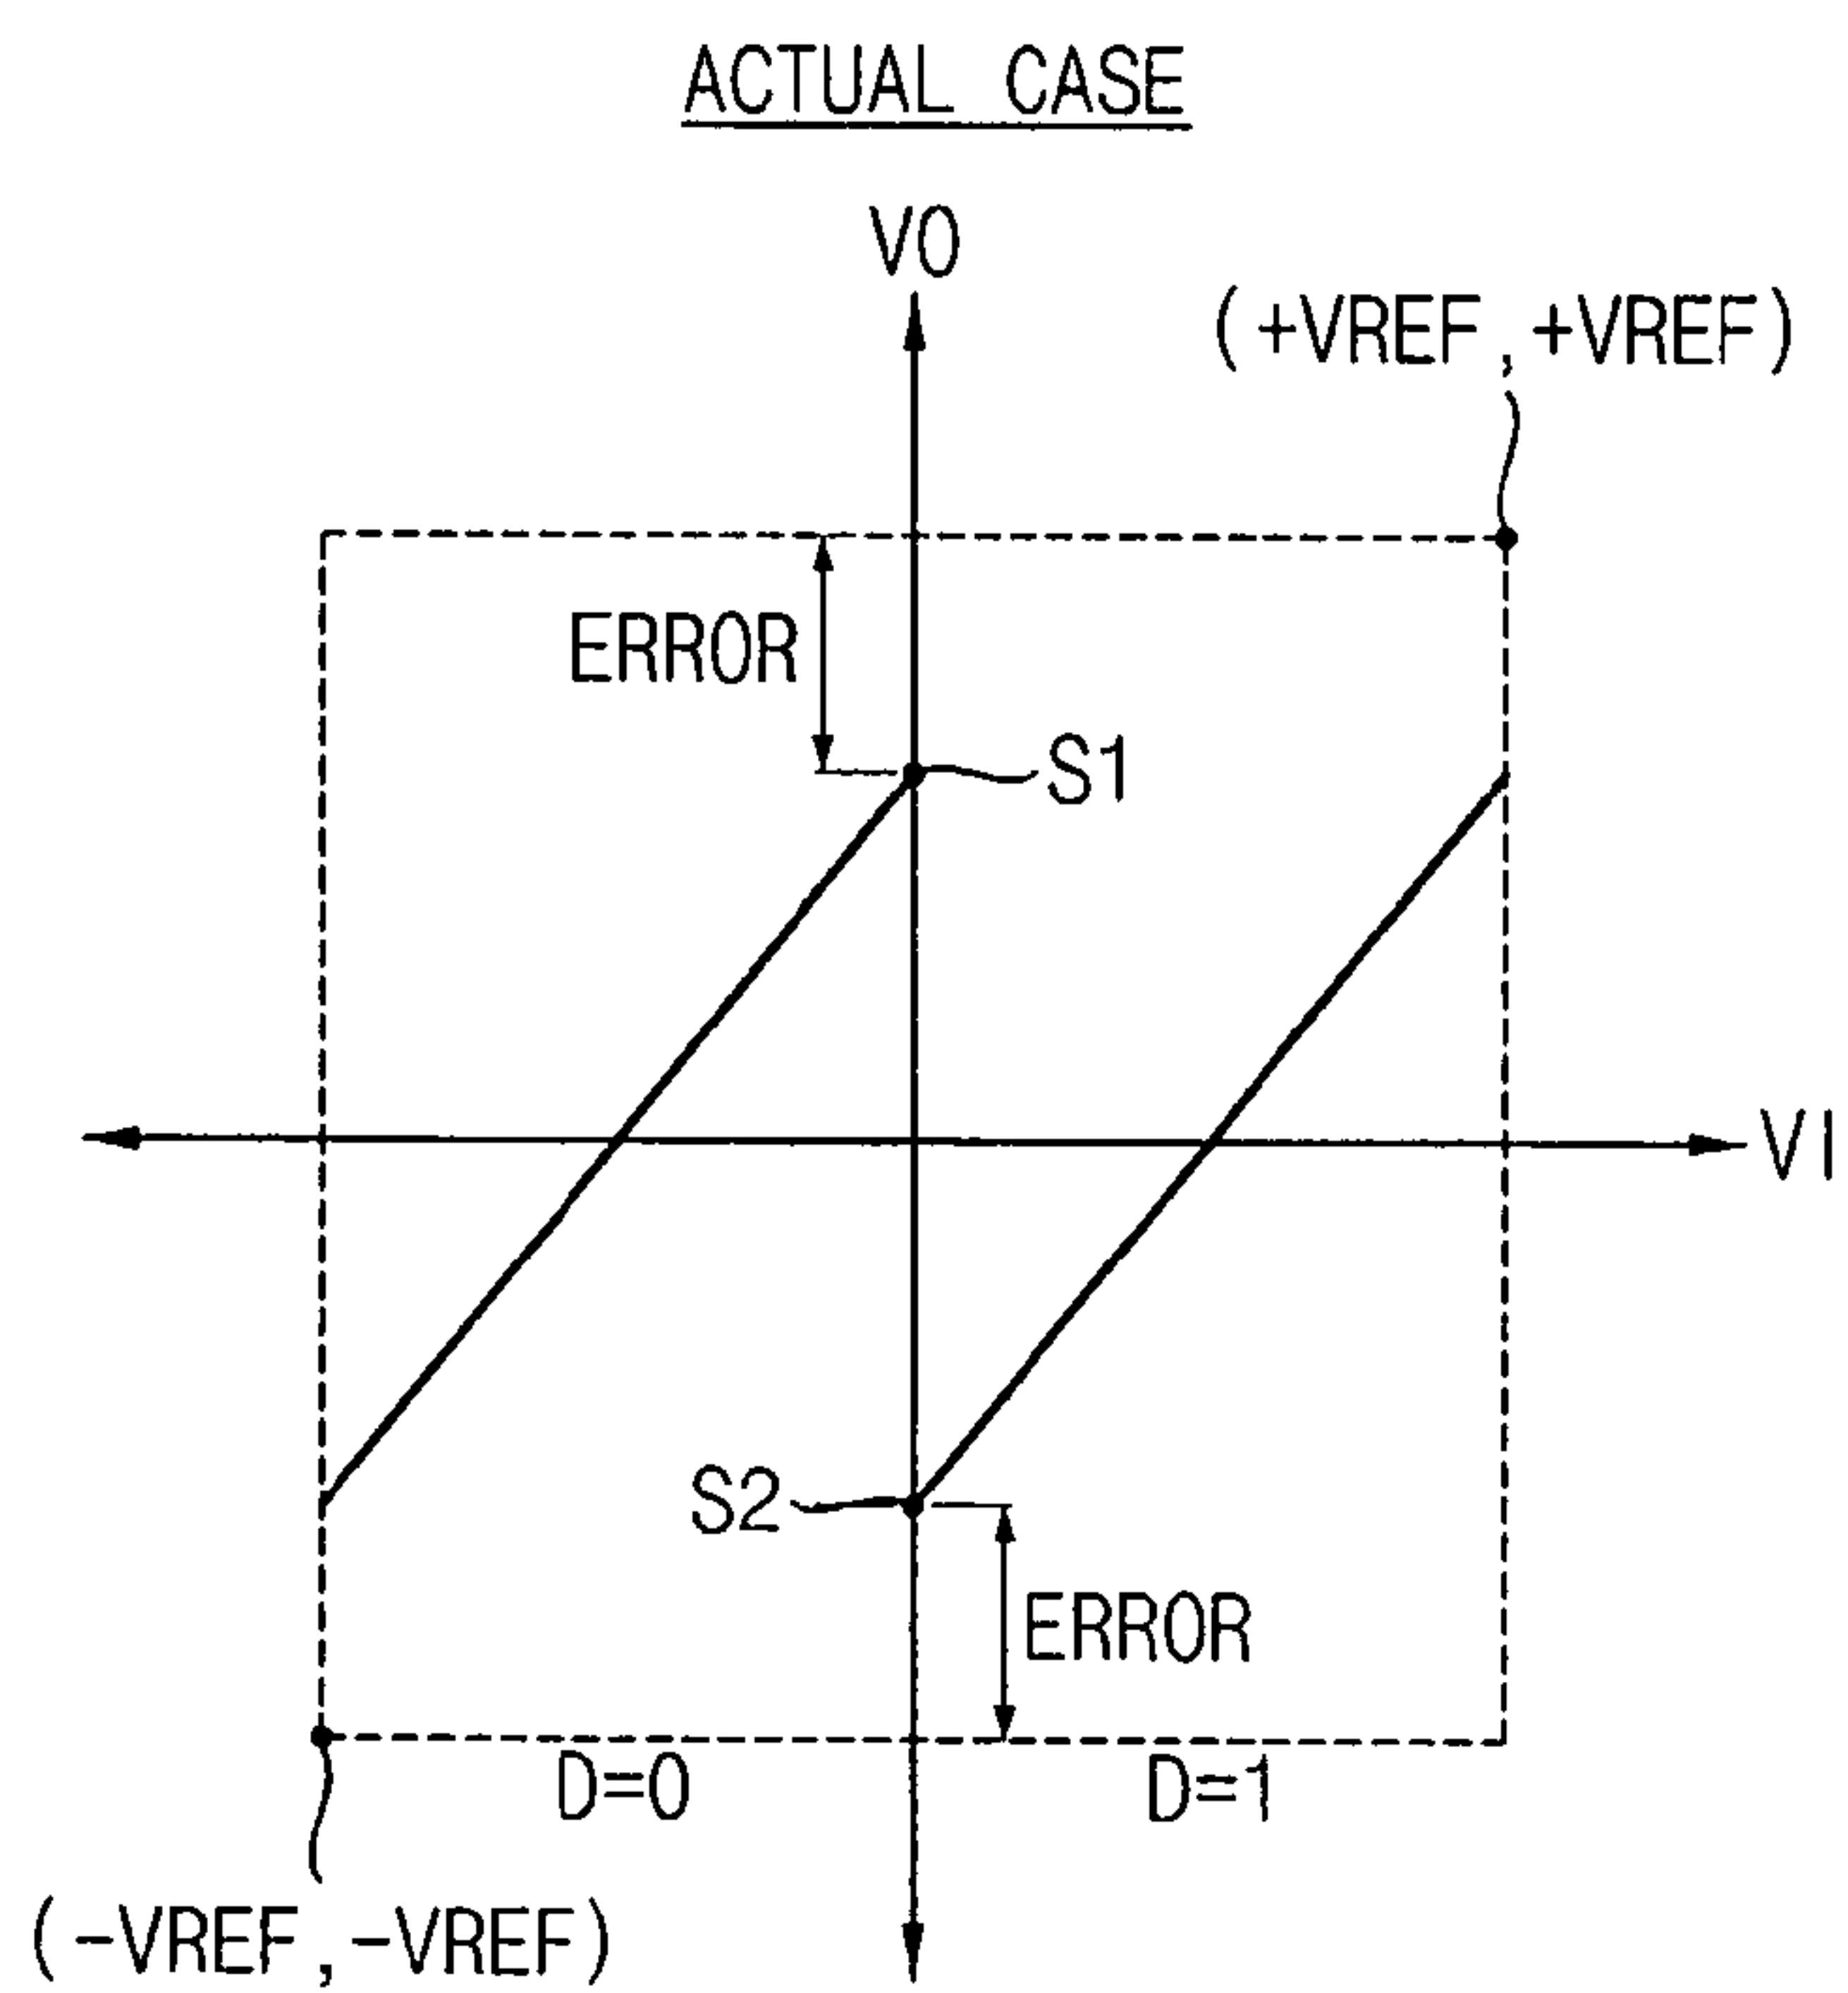 ACTUAL CASE
VO
(+VREF,+VREF)
ERROR
S1
VI
S2
ERROR
D=0
D=1
(-VREF,-VREF)